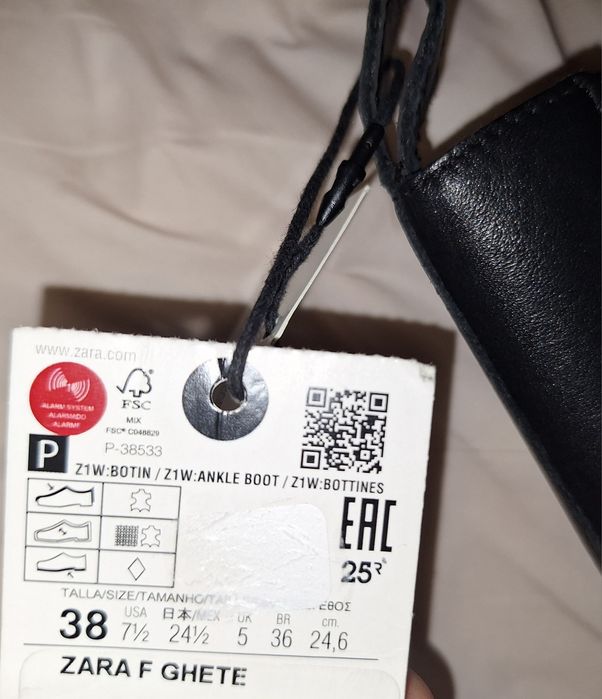 www.zara.com
ALARM SYSTEM
ALARMADO
ALARME
FSC
MIX
FSC® C046829
P-38533
P
Z1W:BOTIN / Z1W:ANKLE BOOT / Z1W:BOTTINES
EAC
25
TALLA/SIZE/TAMANHO/
USA 日本/MEX UK BR cm.
38 7½ 24½ 5 36 24,6
ZARA F GHETE